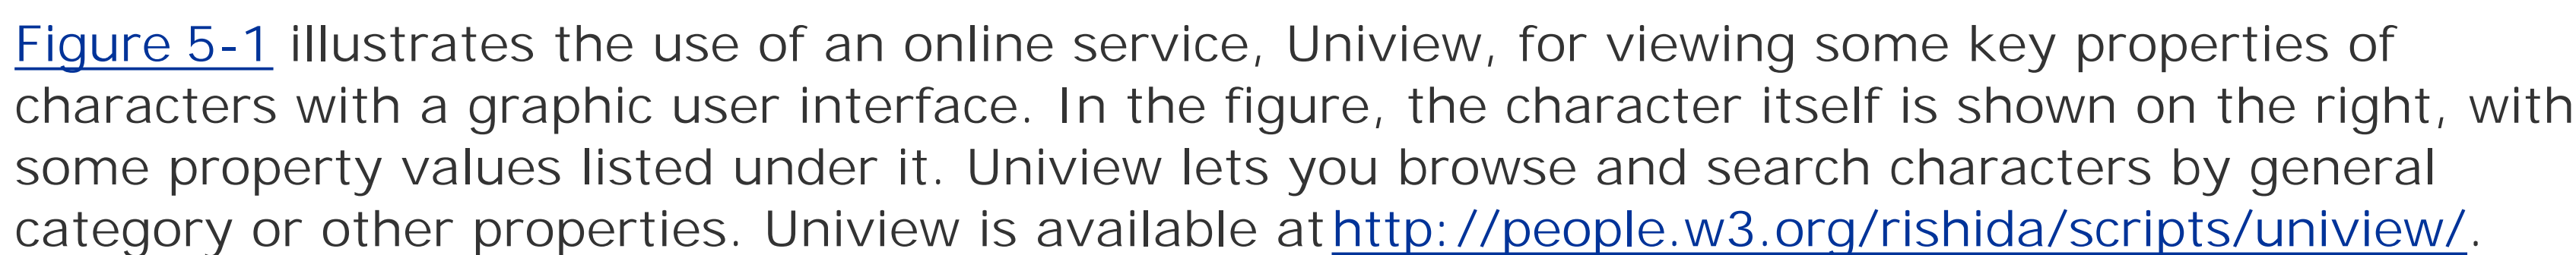 Figure 5-1 illustrates the use of an online service, Uniview, for viewing some key properties of
characters with a graphic user interface. In the figure, the character itself is shown on the right, with
some property values listed under it. Uniview lets you browse and search characters by general
category or other properties. Uniview is available at http://people.w3.org/rishida/scripts/uniview/.